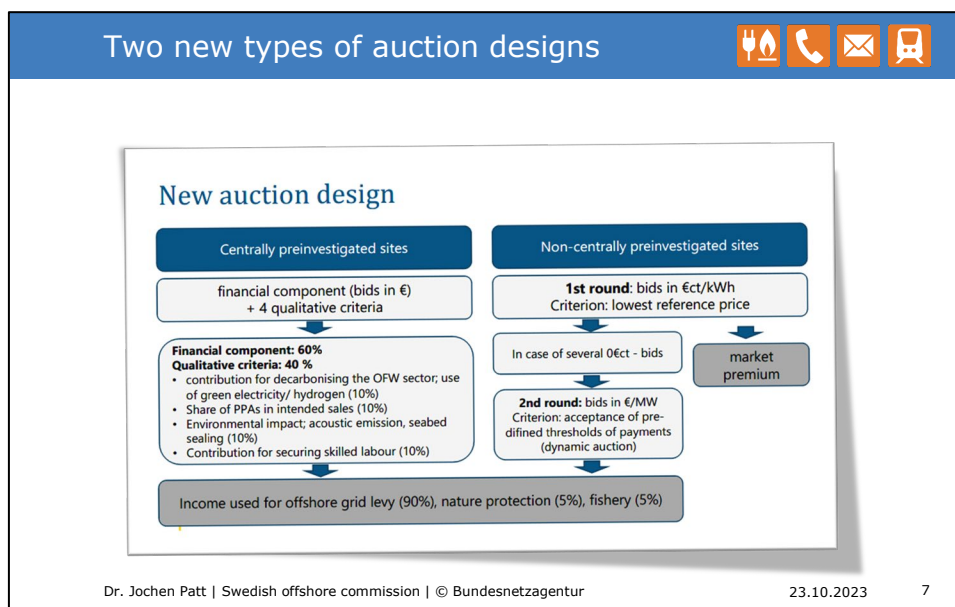 Two new types of auction designs
New auction design
Centrally preinvestigated sites
financial component (bids in €)
+ 4 qualitative criteria
Financial component: 60%
Qualitative criteria: 40 %
• contribution for decarbonising the OFW sector; use
of green electricity/ hydrogen (10%)
• Share of PPAs in intended sales (10%)
• Environmental impact; acoustic emission, seabed
sealing (10%)
• Contribution for securing skilled labour (10%)
Non-centrally preinvestigated sites
1st round: bids in €ct/kWh
Criterion: lowest reference price
In case of several 0€ct - bids
market
premium
2nd round: bids in €/MW
Criterion: acceptance of pre-
difined thresholds of payments
(dynamic auction)
Income used for offshore grid levy (90%), nature protection (5%), fishery (5%)
Dr. Jochen Patt | Swedish offshore commission | © Bundesnetzagentur
23.10.2023
7